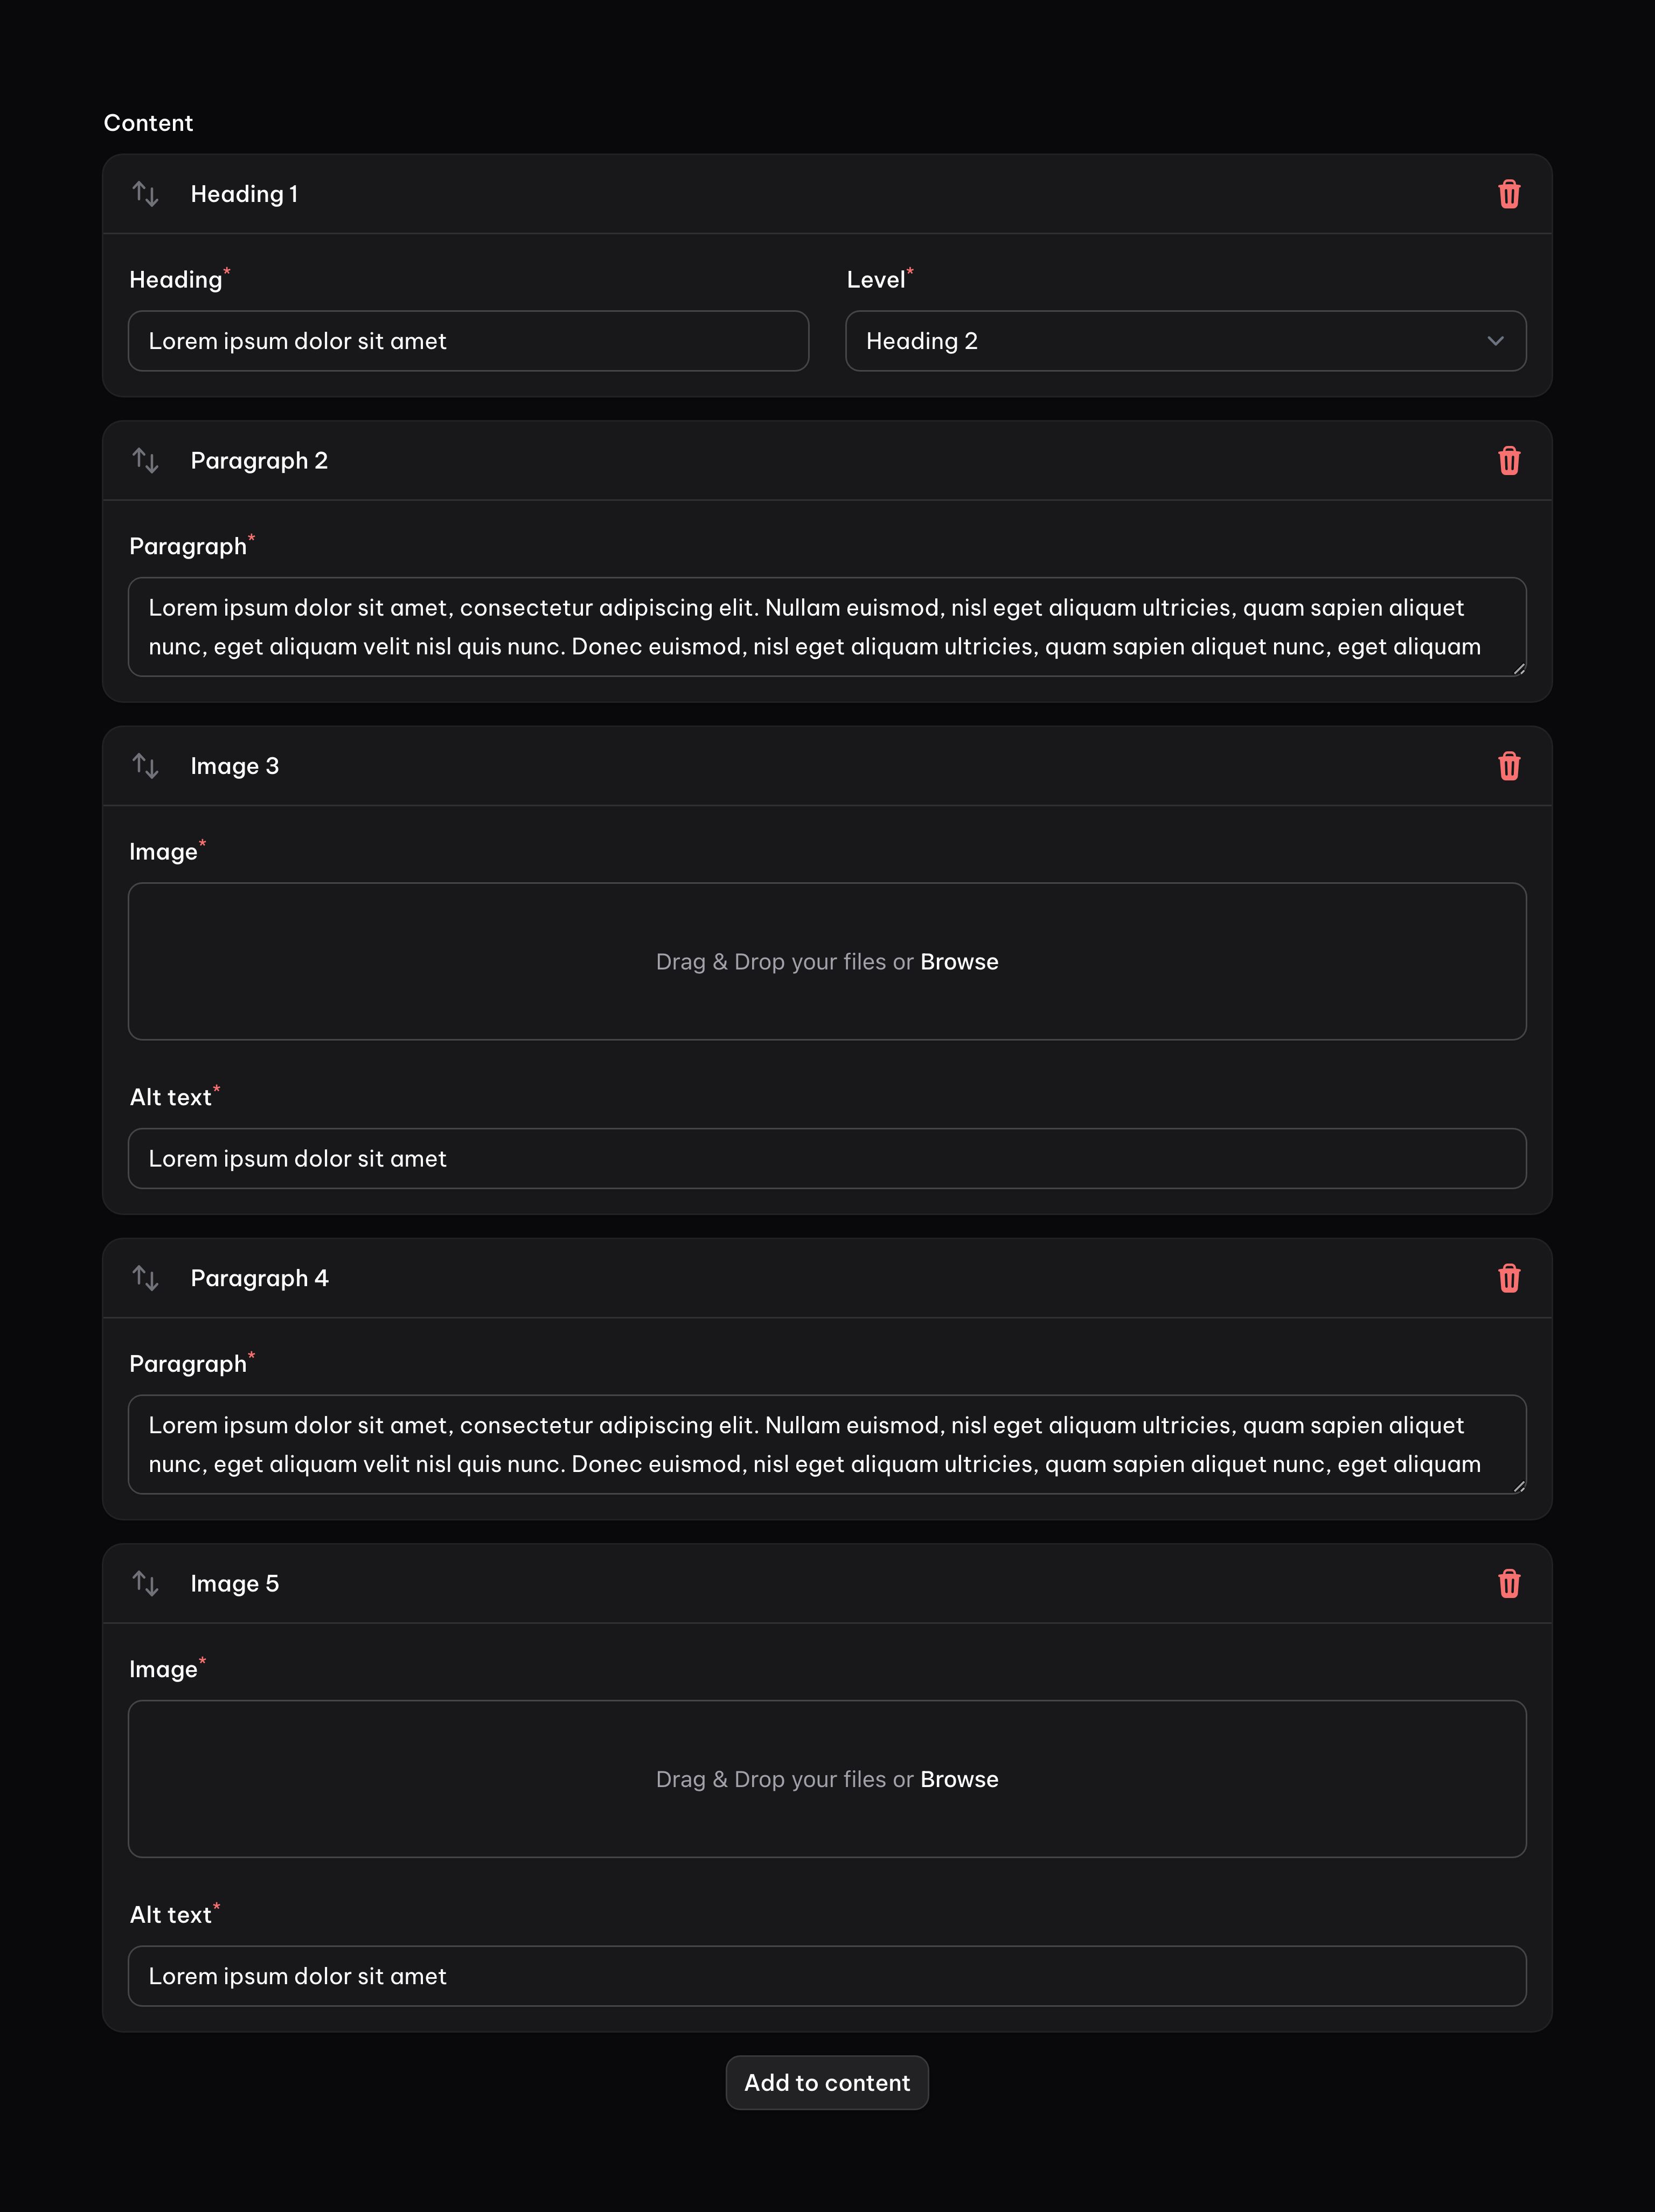 Content
Heading 1
Heading*
Level*
Lorem ipsum dolor sit amet
Heading 2
Paragraph 2
Paragraph*
Lorem ipsum dolor sit amet, consectetur adipiscing elit. Nullam euismod, nisl eget aliquam ultricies, quam sapien aliquet
nunc, eget aliquam velit nisl quis nunc. Donec euismod, nisl eget aliquam ultricies, quam sapien aliquet nunc, eget aliquam
Image 3
Image*
Drag & Drop your files or Browse
Alt text*
Lorem ipsum dolor sit amet
Paragraph 4
Paragraph*
Lorem ipsum dolor sit amet, consectetur adipiscing elit. Nullam euismod, nisl eget aliquam ultricies, quam sapien aliquet
nunc, eget aliquam velit nisl quis nunc. Donec euismod, nisl eget aliquam ultricies, quam sapien aliquet nunc, eget aliquam
Image 5
Image*
Drag & Drop your files or Browse
Alt text*
Lorem ipsum dolor sit amet
Add to content